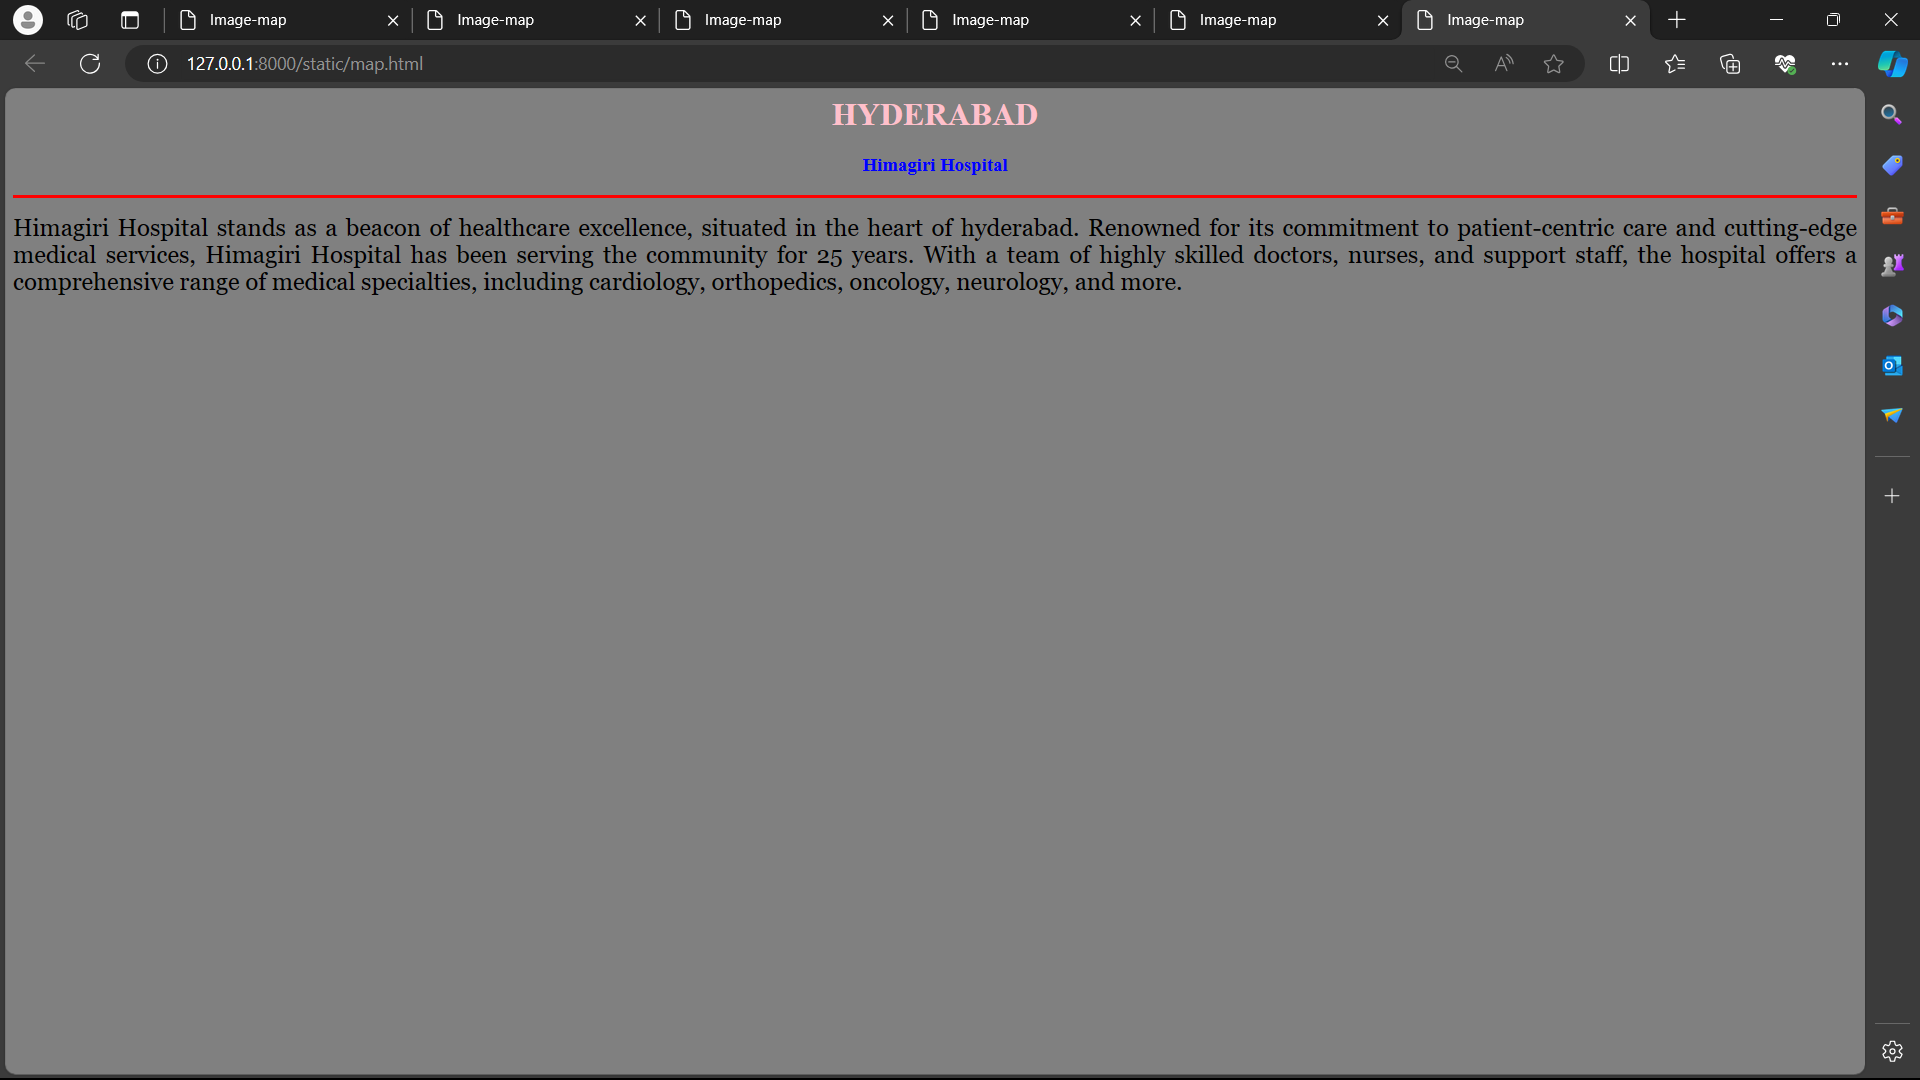 Image-map
Image-map
Image-map
Image-map
Image-map
Image-map
127.0.0.1:8000/static/map.html
HYDERABAD
Himagiri Hospital
Himagiri Hospital stands as a beacon of healthcare excellence, situated in the heart of hyderabad. Renowned for its commitment to patient-centric care and cutting-edge
medical services, Himagiri Hospital has been serving the community for 25 years. With a team of highly skilled doctors, nurses, and support staff, the hospital offers a
comprehensive range of medical specialties, including cardiology, orthopedics, oncology, neurology, and more.